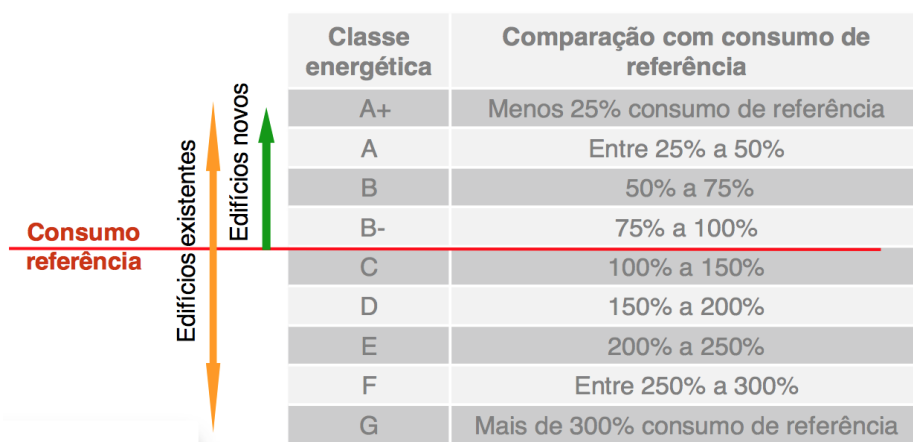 Classe
energética
Comparação com consumo de
referência
A+
Menos 25% consumo de referência
A
Entre 25% a 50%
B
50% a 75%
B-
75% a 100%
C
100% a 150%
D
150% a 200%
E
200% a 250%
F
Entre 250% a 300%
G
Mais de 300% consumo de referência
Consumo
referência
Edifícios existentes
Edifícios novos